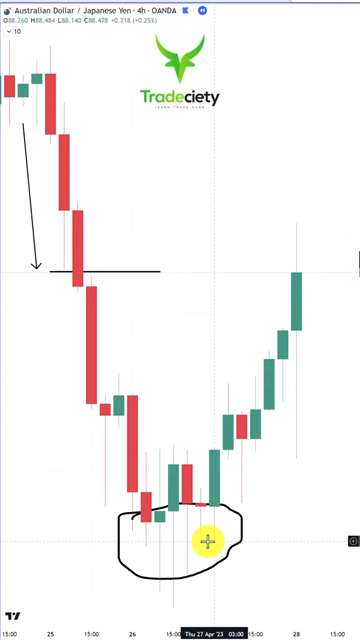 Australian Dollar / Japanese Yen · 4h · OANDA
O88.260 H88.484 L88.140 C88.478 +0.218 (+0.25%)
10
Tradeciety
LEARN TRADE EARN
15:00 25 15:00 26 15:00 Thu 27 Apr '23 03:00 15:00 28 15:00